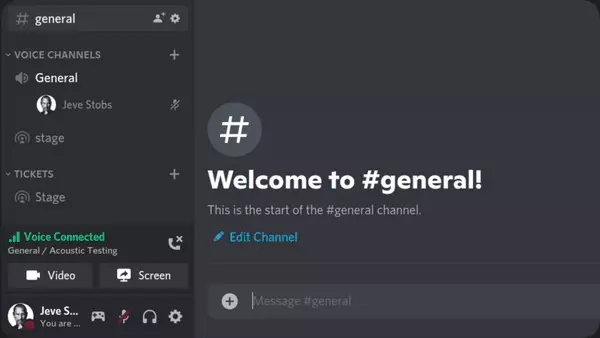 general
VOICE CHANNELS
General
Jeve Stobs
stage
TICKETS
Stage
Voice Connected
General / Acoustic Testing
Video Screen
Jeve S...
You are ...
#
Welcome to #general!
This is the start of the #general channel.
Edit Channel
Message #general